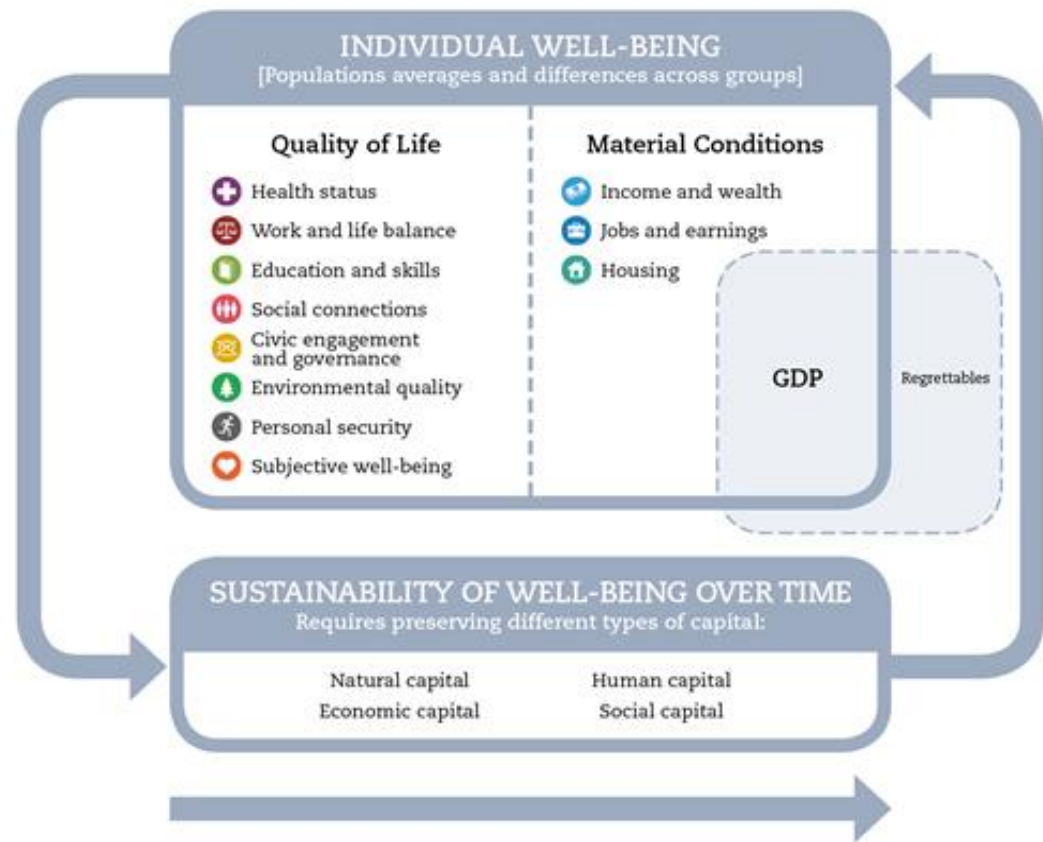 INDIVIDUAL WELL-BEING
[Populations averages and differences across groups]
Quality of Life
Health status
Work and life balance
Education and skills
Social connections
Civic engagement
and governance
Environmental quality
Personal security
Subjective well-being
Material Conditions
Income and wealth
Jobs and earnings
Housing
GDP
Regrettables
SUSTAINABILITY OF WELL-BEING OVER TIME
Requires preserving different types of capital:
Natural capital
Human capital
Economic capital
Social capital